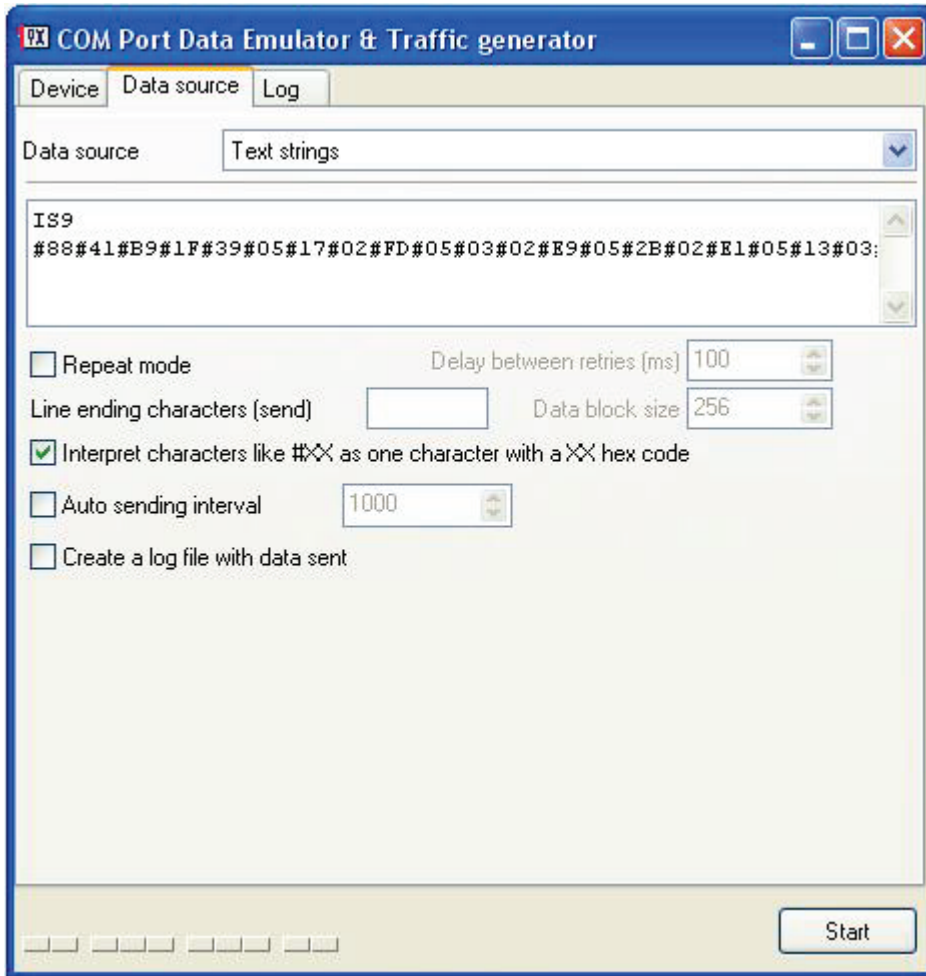 COM Port Data Emulator & Traffic generator
Device Data source Log
Data source Text strings
IS9
#88#41#B9#1F#39#05#17#02#FD#05#03#02#E9#05#2B#02#E1#05#13#03
Repeat mode Delay between retries (ms) 100
Line ending characters (send) Data block size 256
Interpret characters like #XX as one character with a XX hex code
Auto sending interval 1000
Create a log file with data sent
Start